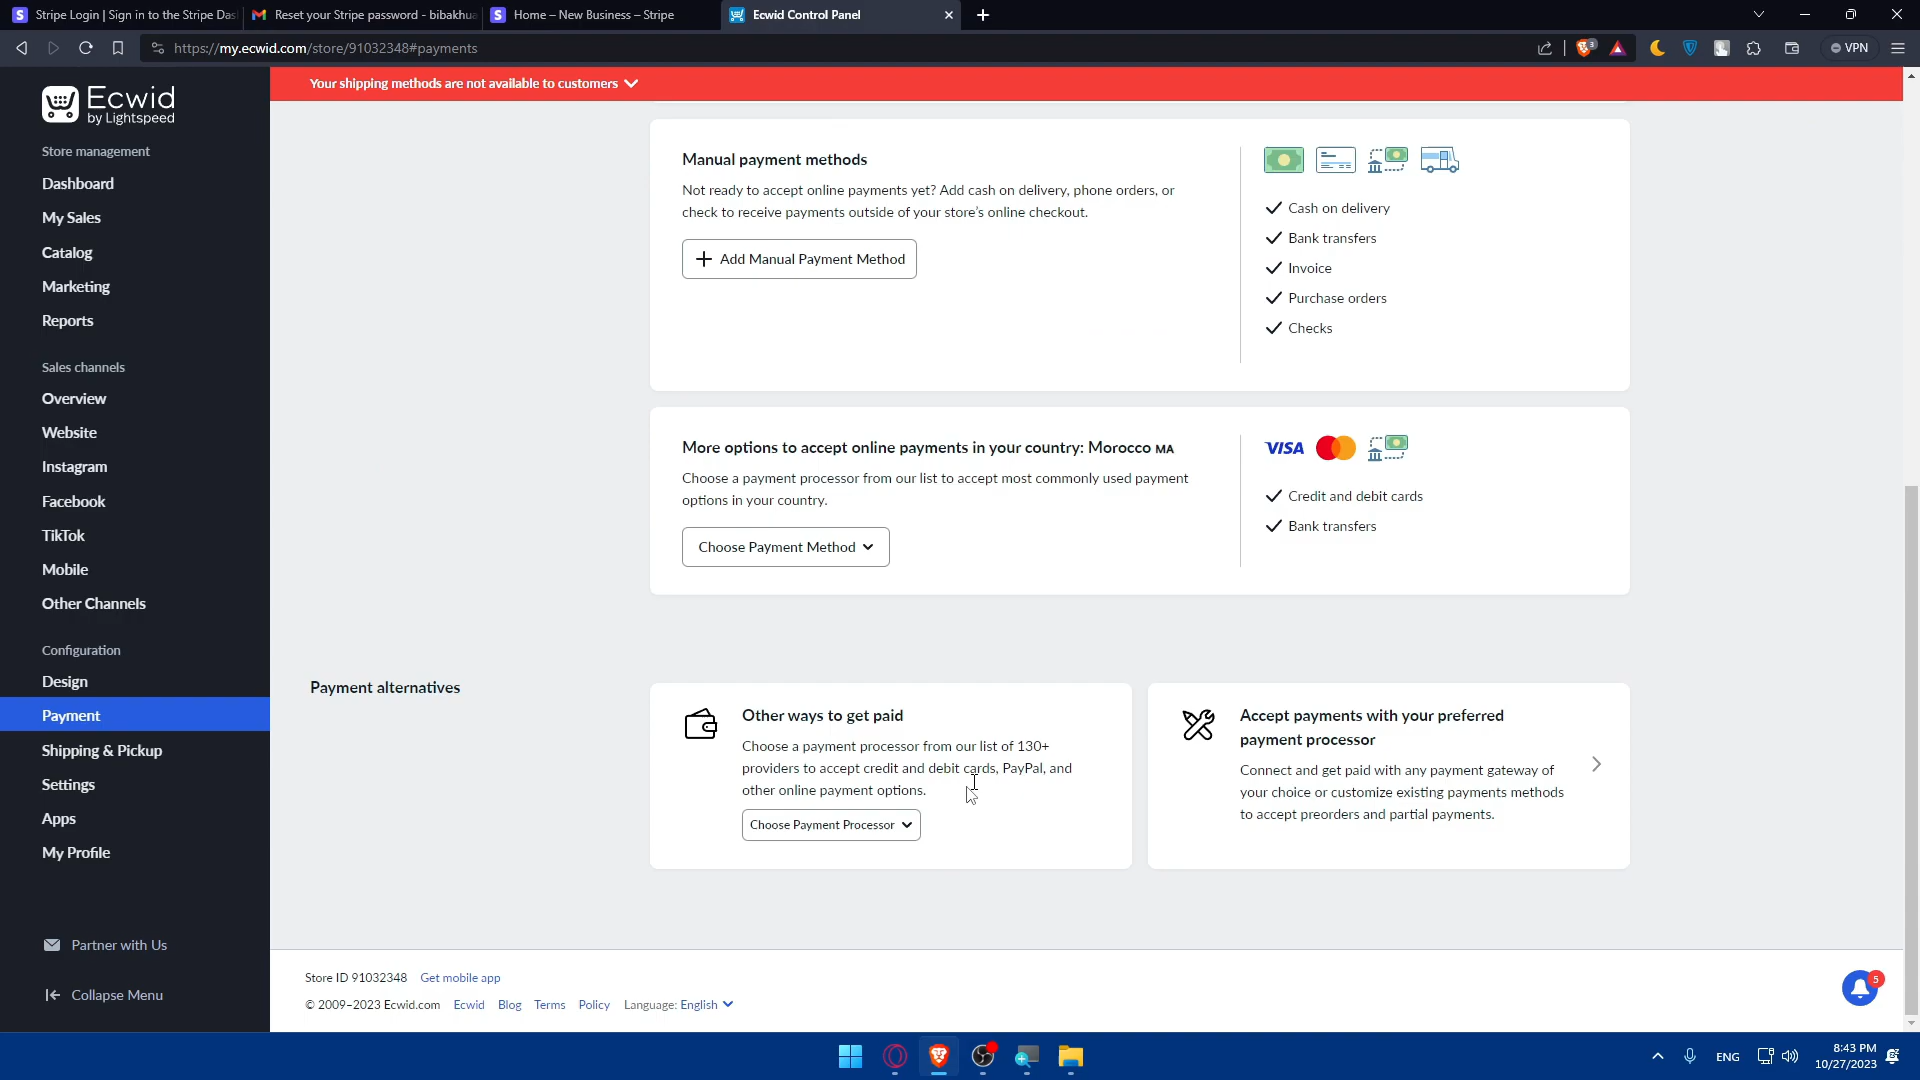 Stripe Login | Sign in to the Stripe Das
Reset your Stripe password - bibakhua
Home – New Business – Stripe
Ecwid Control Panel
https://my.ecwid.com/store/91032348#payments
3
VPN
Your shipping methods are not available to customers
Ecwid
by Lightspeed
Store management
Dashboard
My Sales
Catalog
Marketing
Reports
Sales channels
Overview
Website
Instagram
Facebook
TikTok
Mobile
Other Channels
Configuration
Design
Payment
Shipping & Pickup
Settings
Apps
My Profile
Partner with Us
Collapse Menu
Manual payment methods
Not ready to accept online payments yet? Add cash on delivery, phone orders, or
check to receive payments outside of your store's online checkout.
Add Manual Payment Method
Cash on delivery
Bank transfers
Invoice
Purchase orders
Checks
More options to accept online payments in your country: Morocco MA
Choose a payment processor from our list to accept most commonly used payment
options in your country.
Choose Payment Method
VISA
Credit and debit cards
Bank transfers
Payment alternatives
Other ways to get paid
Choose a payment processor from our list of 130+
providers to accept credit and debit cards, PayPal, and
other online payment options.
Choose Payment Processor
Accept payments with your preferred
payment processor
Connect and get paid with any payment gateway of
your choice or customize existing payments methods
to accept preorders and partial payments.
Store ID 91032348 Get mobile app
© 2009–2023 Ecwid.com Ecwid Blog Terms Policy Language: English
5
ENG
8:43 PM
10/27/2023